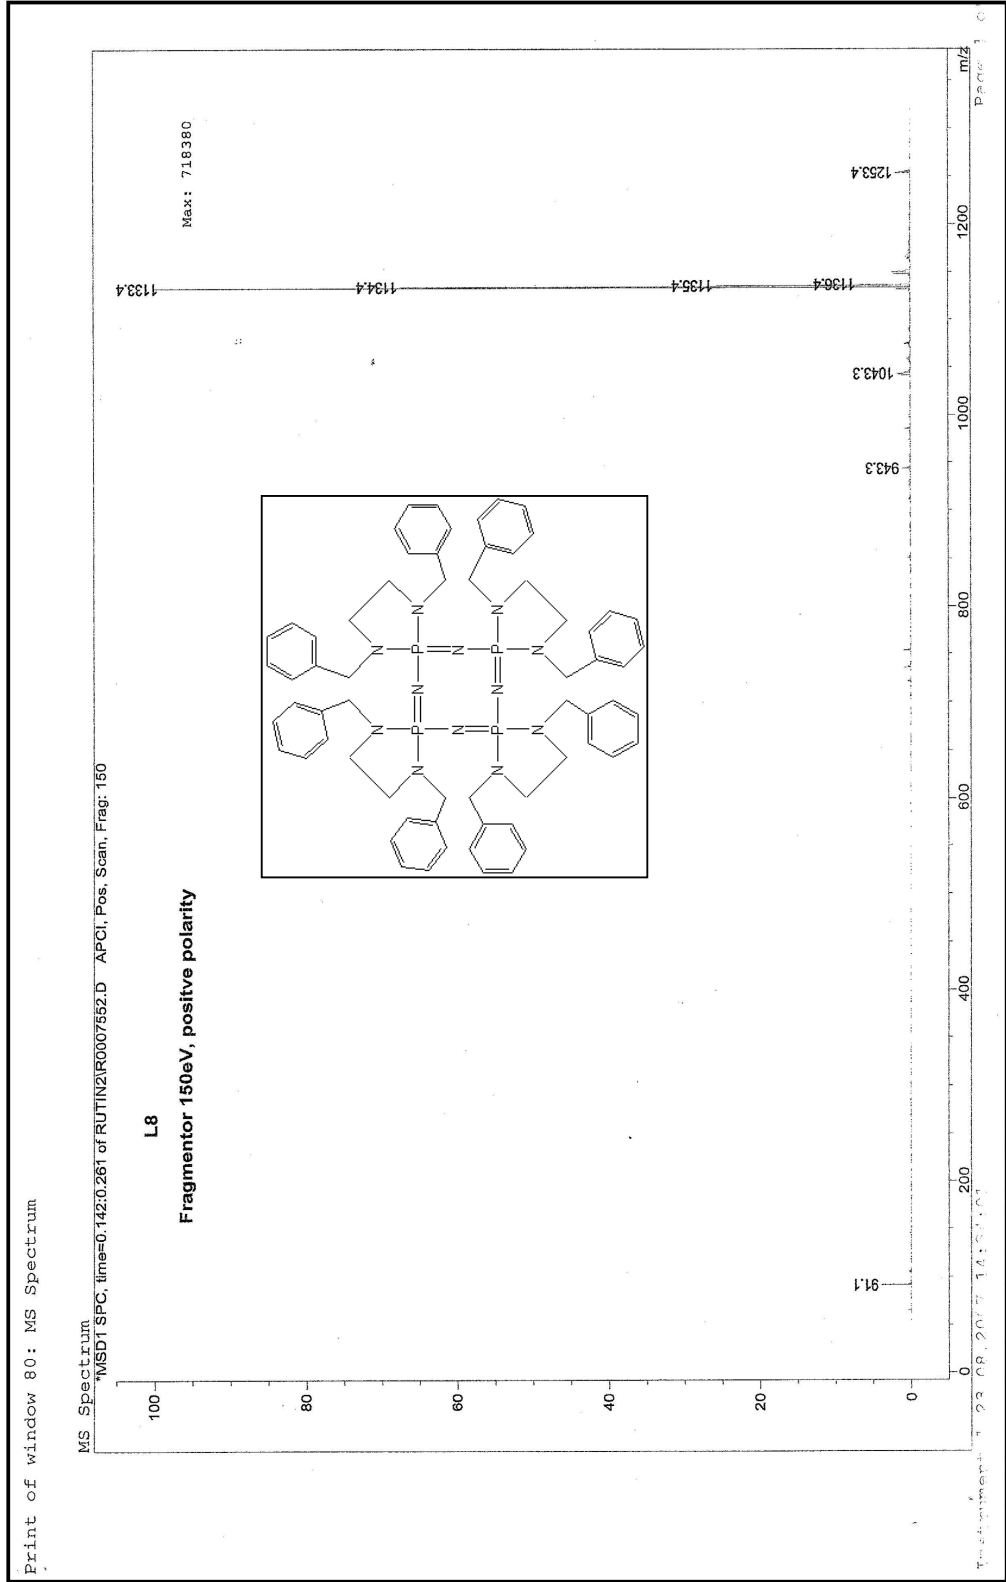 Print of window 80: MS Spectrum
MS Spectrum
*MSD1 SPC, time=0.142:0.261 of RUTIN2\R0007552.D APCI, Pos, Scan, Frag: 150
L8
Fragmentor 150eV, positve polarity
Max: 718380
100
80
60
40
20
0
91.1
943.3
1043.3
1133.4
1134.4
1135.4
1136.4
1253.4
N N N N
P N P
N N
P N P
N N N N
0 200 400 600 800 1000 1200 m/z